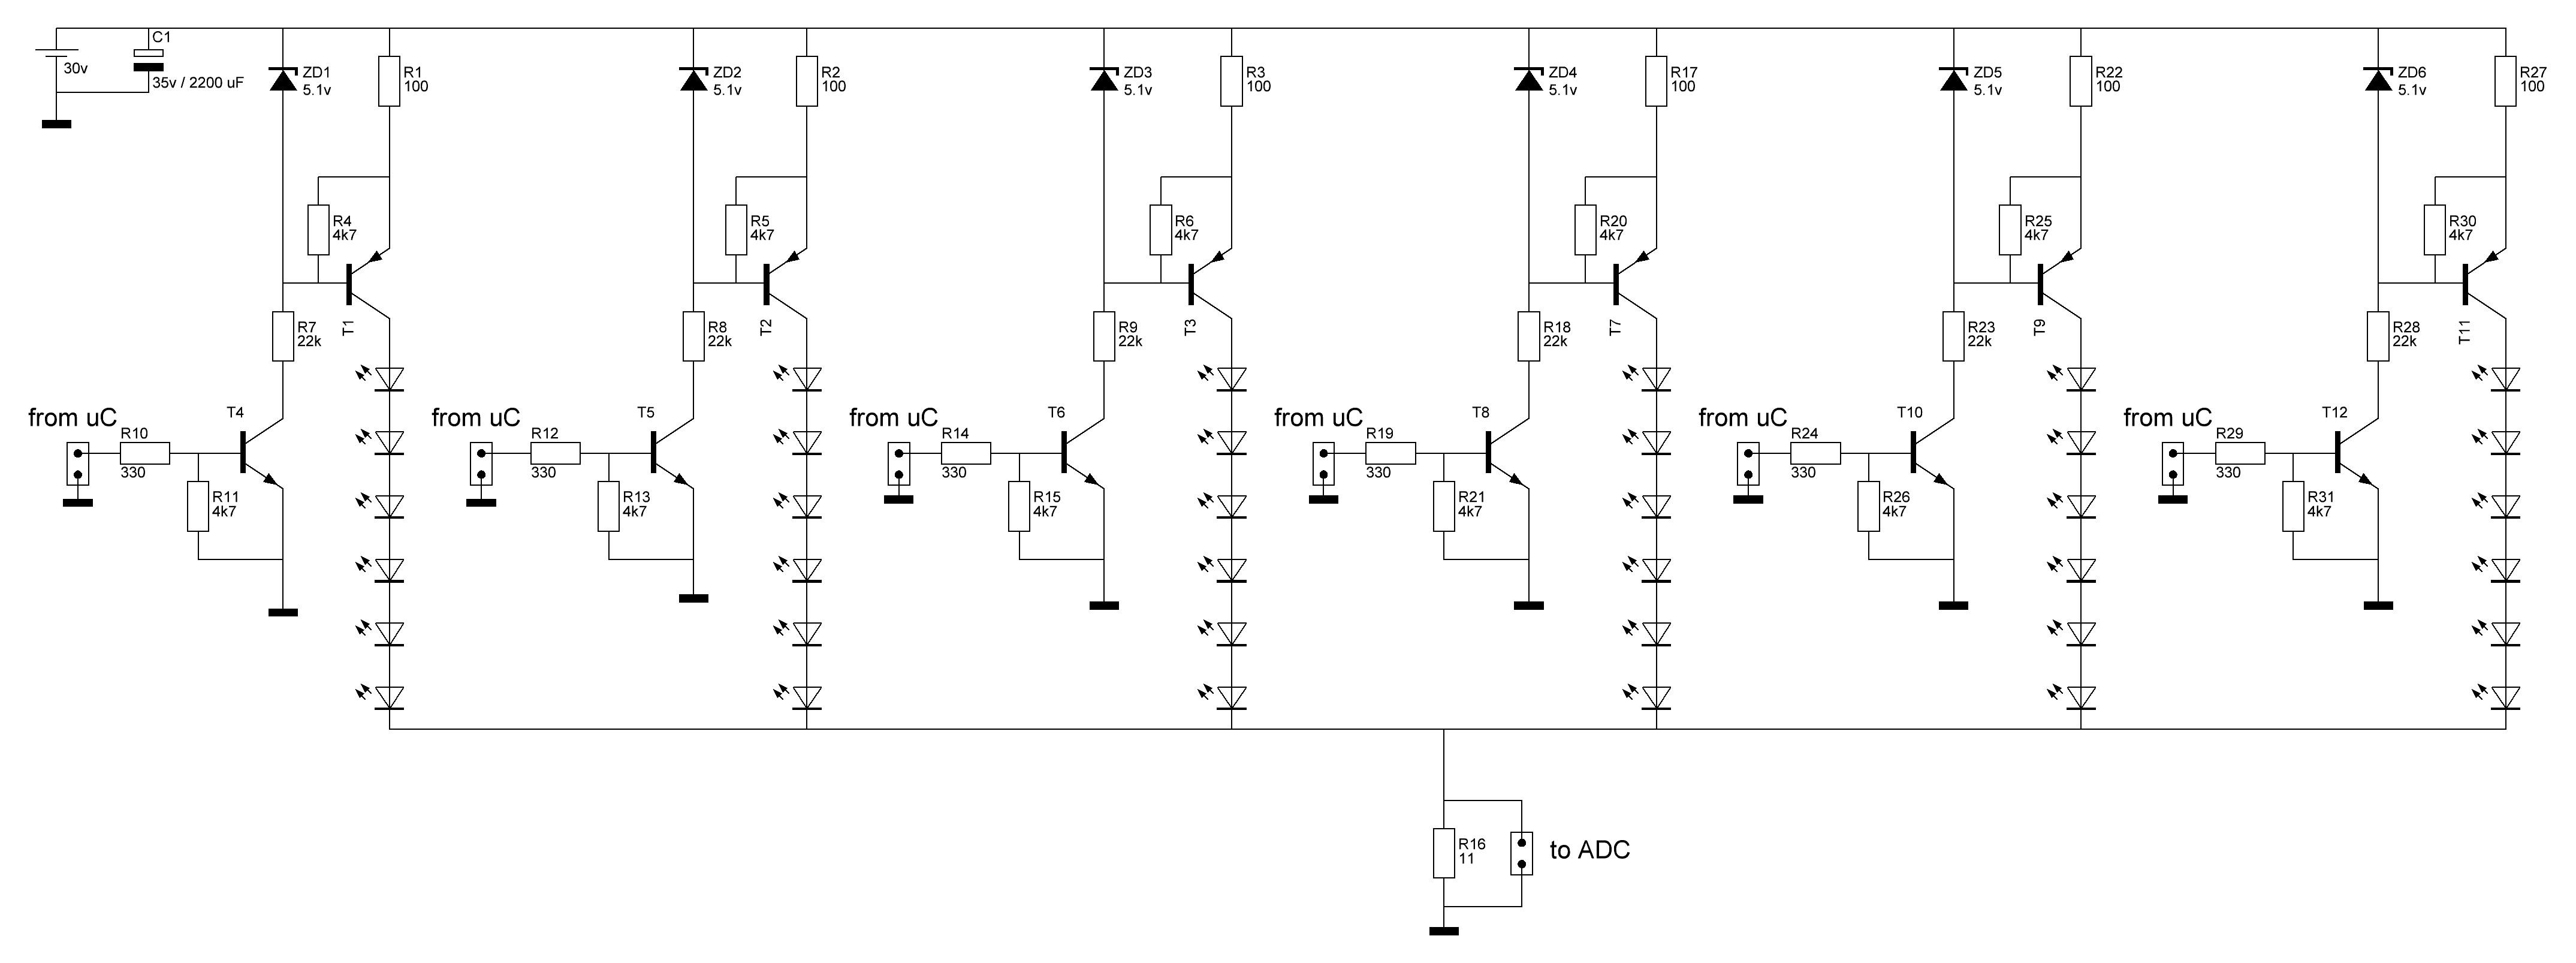 C1
30v
35v / 2200 uF
ZD1
5.1v
R1
100
ZD2
5.1v
R2
100
ZD3
5.1v
R3
100
ZD4
5.1v
R17
100
ZD5
5.1v
R22
100
ZD6
5.1v
R27
100
R4
4k7
R5
4k7
R6
4k7
R20
4k7
R25
4k7
R30
4k7
R7
22k
T1
R8
22k
T2
R9
22k
T3
R18
22k
T7
R23
22k
T9
R28
22k
T11
from uC
T4
R10
330
R11
4k7
from uC
T5
R12
330
R13
4k7
from uC
T6
R14
330
R15
4k7
from uC
T8
R19
330
R21
4k7
from uC
T10
R24
330
R26
4k7
from uC
T12
R29
330
R31
4k7
R16
11
to ADC